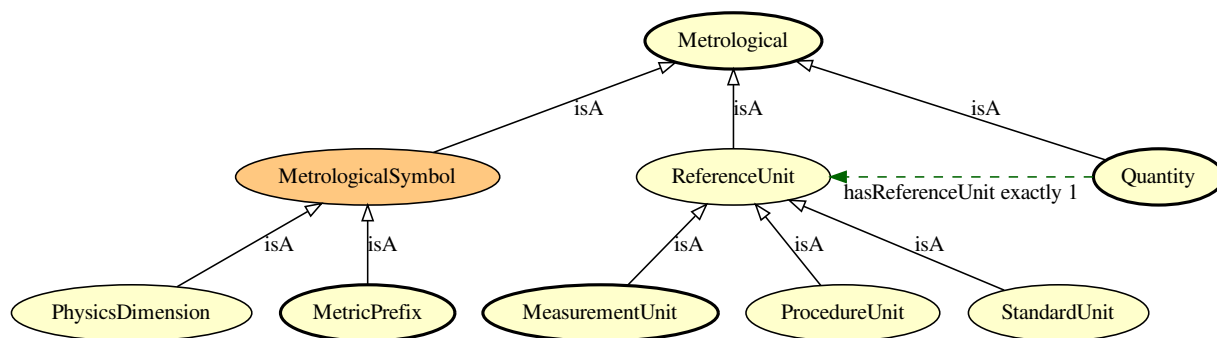 Metrological
isA
isA
isA
MetrologicalSymbol
ReferenceUnit
Quantity
hasReferenceUnit exactly 1
isA
isA
isA
isA
isA
PhysicsDimension
MetricPrefix
MeasurementUnit
ProcedureUnit
StandardUnit